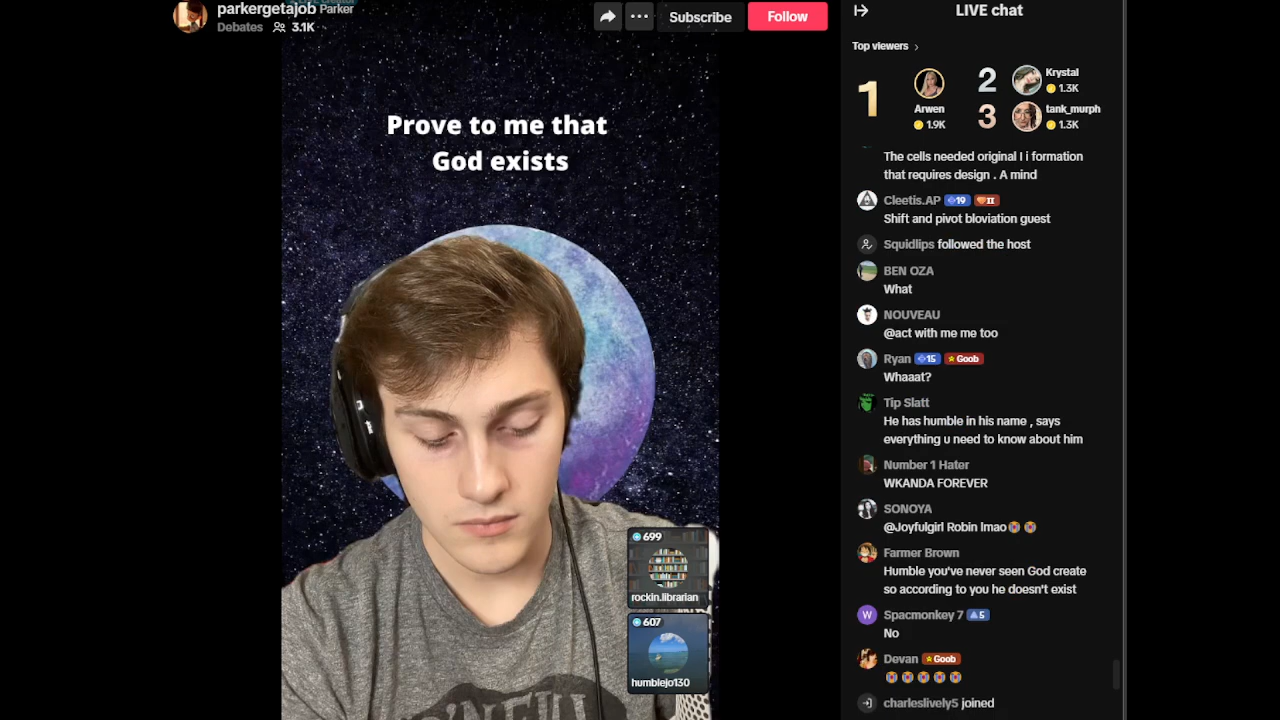 parkergetajob Parker
Debates 3.1K
Subscribe
Follow
Prove to me that
God exists
699
rockin.librarian
607
humblejo130
LIVE chat
Top viewers
1
Arwen
1.9K
2
Krystal
1.3K
3
tank_murph
1.3K
The cells needed original I i formation
that requires design . A mind
Cleetis.AP 19 II
Shift and pivot bloviation guest
Squidlips followed the host
BEN OZA
What
NOUVEAU
@act with me me too
Ryan 15 Goob
Whaaat?
Tip Slatt
He has humble in his name , says
everything u need to know about him
Number 1 Hater
WKANDA FOREVER
SONOYA
@Joyfulgirl Robin lmao😭 😭
Farmer Brown
Humble you've never seen God create
so according to you he doesn't exist
W
Spacmonkey 7 5
No
Devan Goob
😭 😭 😭 😭 😭
charleslively5 joined